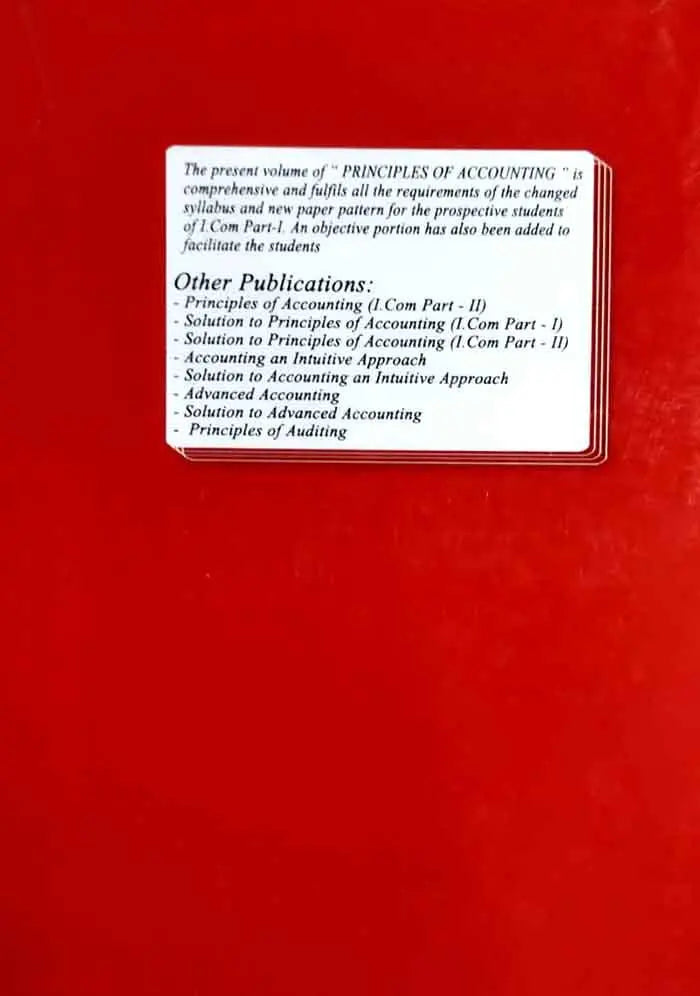 The present volume of " PRINCIPLES OF ACCOUNTING " is
comprehensive and fulfils all the requirements of the changed
syllabus and new paper pattern for the prospective students
of I.Com Part-I. An objective portion has also been added to
facilitate the students
Other Publications:
- Principles of Accounting (I.Com Part - II)
- Solution to Principles of Accounting (I.Com Part - I)
- Solution to Principles of Accounting (I.Com Part - II)
- Accounting an Intuitive Approach
- Solution to Accounting an Intuitive Approach
- Advanced Accounting
- Solution to Advanced Accounting
- Principles of Auditing